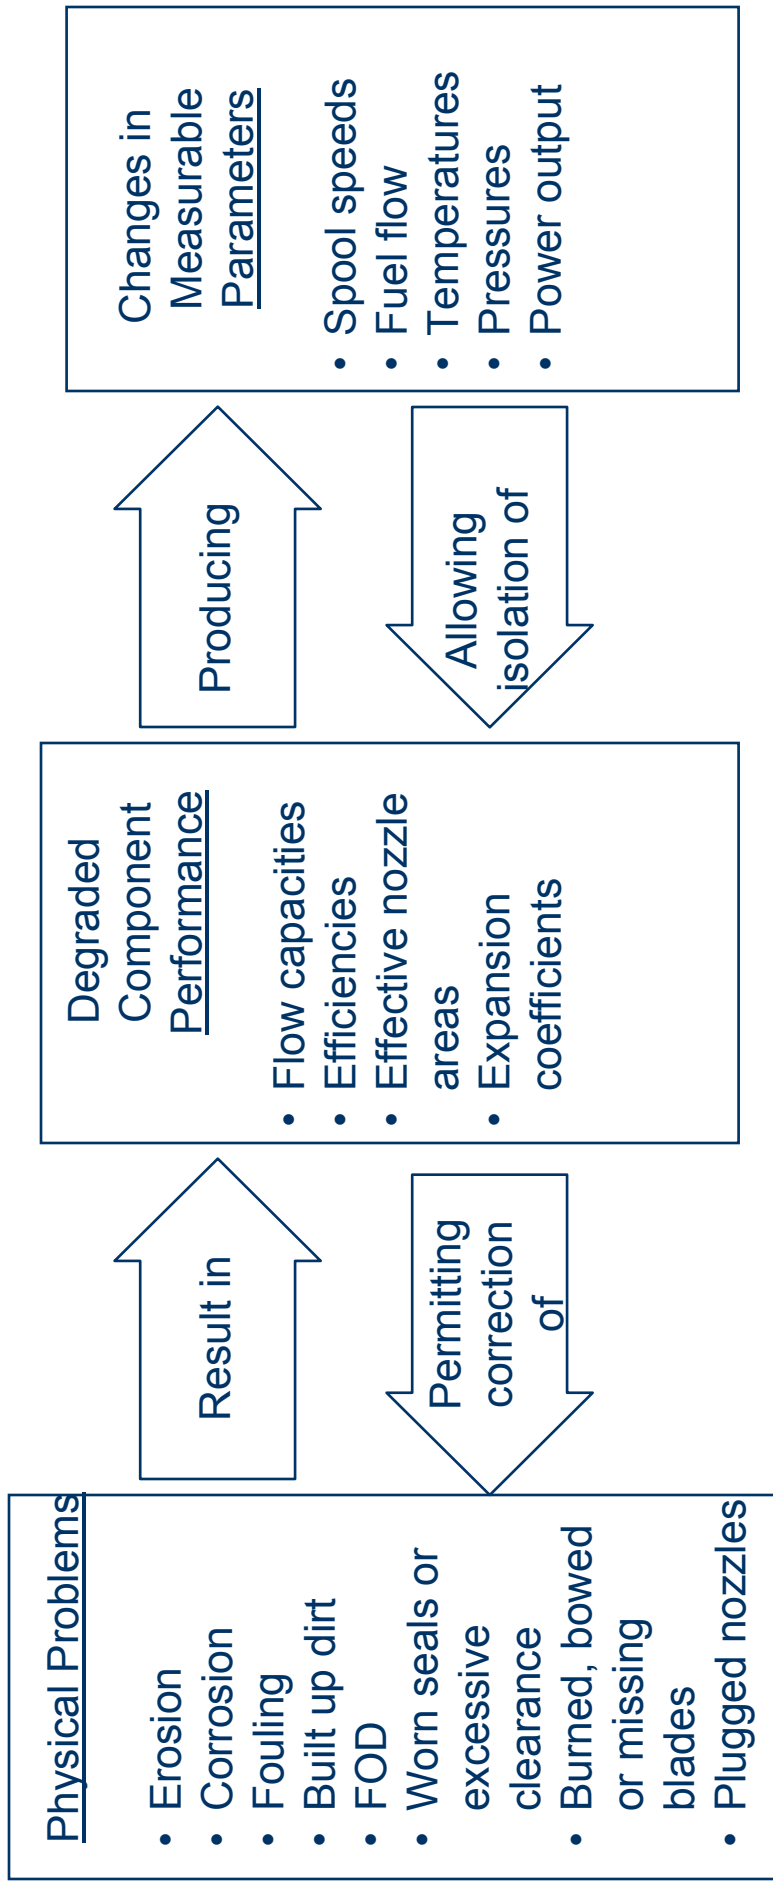 Physical Problems
• Erosion
• Corrosion
• Fouling
• Built up dirt
• FOD
• Worn seals or
excessive
clearance
• Burned, bowed
or missing
blades
• Plugged nozzles
Result in
Permitting
correction
of
Degraded
Component
Performance
• Flow capacities
• Efficiencies
• Effective nozzle
areas
• Expansion
coefficients
Producing
Allowing
isolation of
Changes in
Measurable
Parameters
• Spool speeds
• Fuel flow
• Temperatures
• Pressures
• Power output